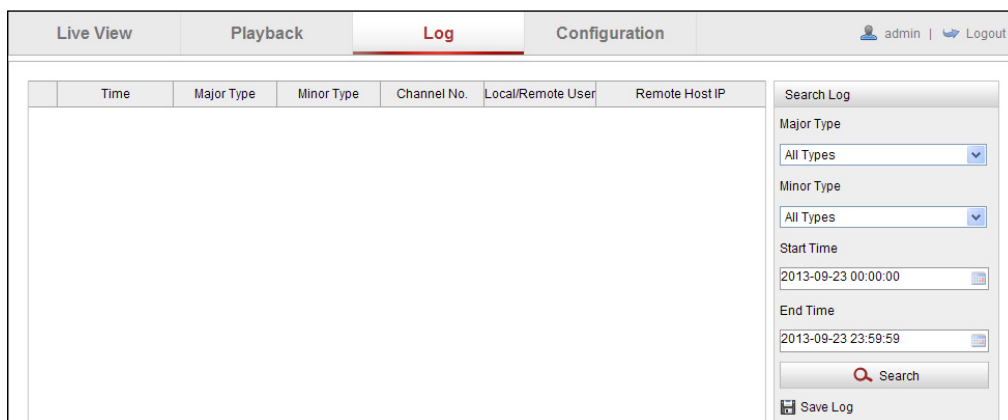 Live View Playback Log Configuration admin | Logout
Time Major Type Minor Type Channel No. Local/Remote User Remote Host IP
Search Log
Major Type
All Types
Minor Type
All Types
Start Time
2013-09-23 00:00:00
End Time
2013-09-23 23:59:59
Search
Save Log